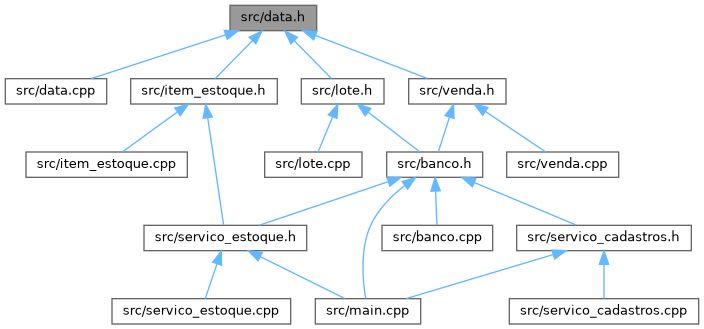 src/data.h
src/data.cpp
src/item_estoque.h
src/lote.h
src/venda.h
src/item_estoque.cpp
src/lote.cpp
src/banco.h
src/venda.cpp
src/servico_estoque.h
src/banco.cpp
src/servico_cadastros.h
src/servico_estoque.cpp
src/main.cpp
src/servico_cadastros.cpp